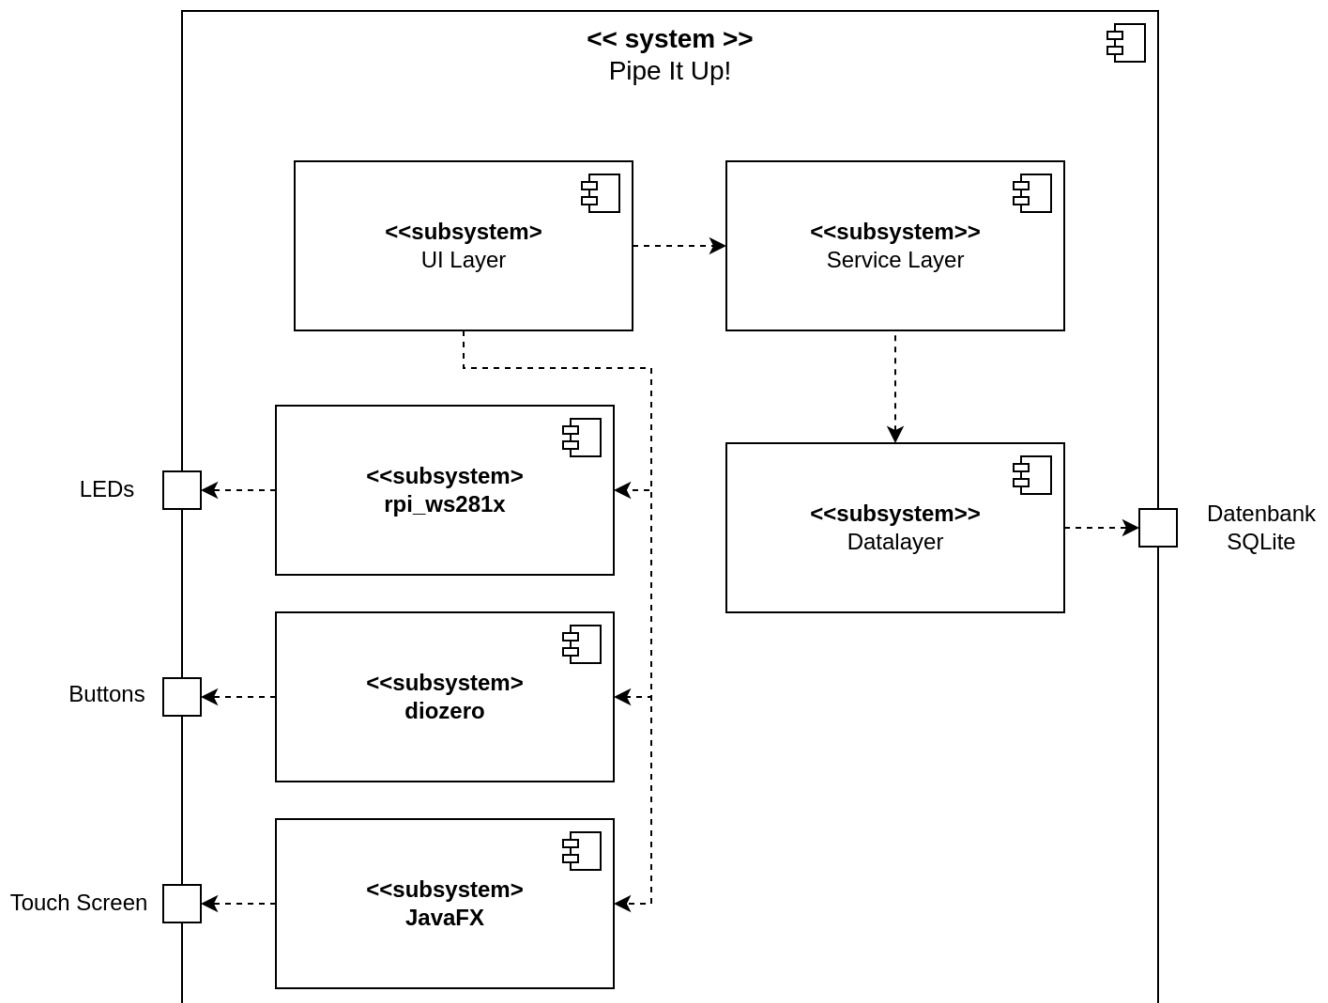 << system >>
Pipe It Up!
<<subsystem>
UI Layer
<<subsystem>>
Service Layer
LEDs
<<subsystem>
rpi_ws281x
<<subsystem>>
Datalayer
Datenbank
SQLite
Buttons
<<subsystem>
diozero
Touch Screen
<<subsystem>
JavaFX